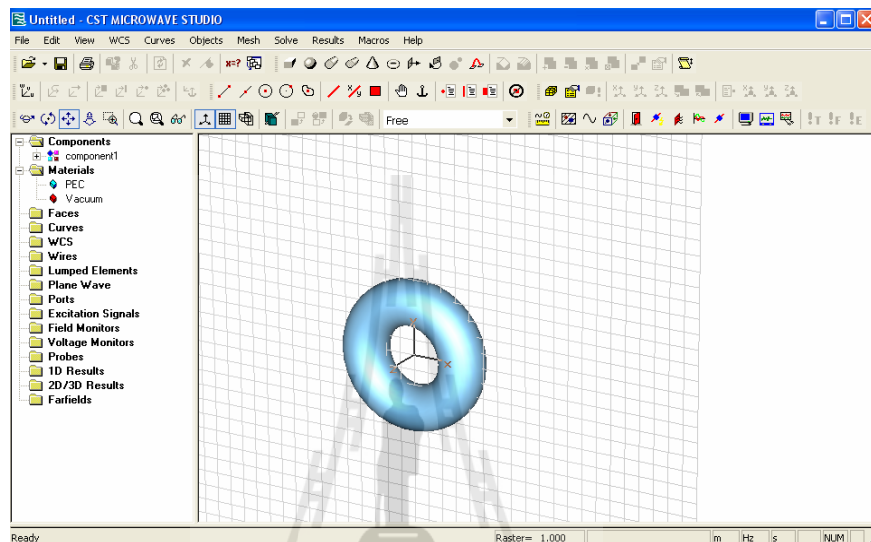 Untitled - CST MICROWAVE STUDIO
File Edit View WCS Curves Objects Mesh Solve Results Macros Help
Free
Components
component1
Materials
PEC
Vacuum
Faces
Curves
WCS
Wires
Lumped Elements
Plane Wave
Ports
Excitation Signals
Field Monitors
Voltage Monitors
Probes
1D Results
2D/3D Results
Farfields
Ready Raster= 1.000 m Hz s NUM